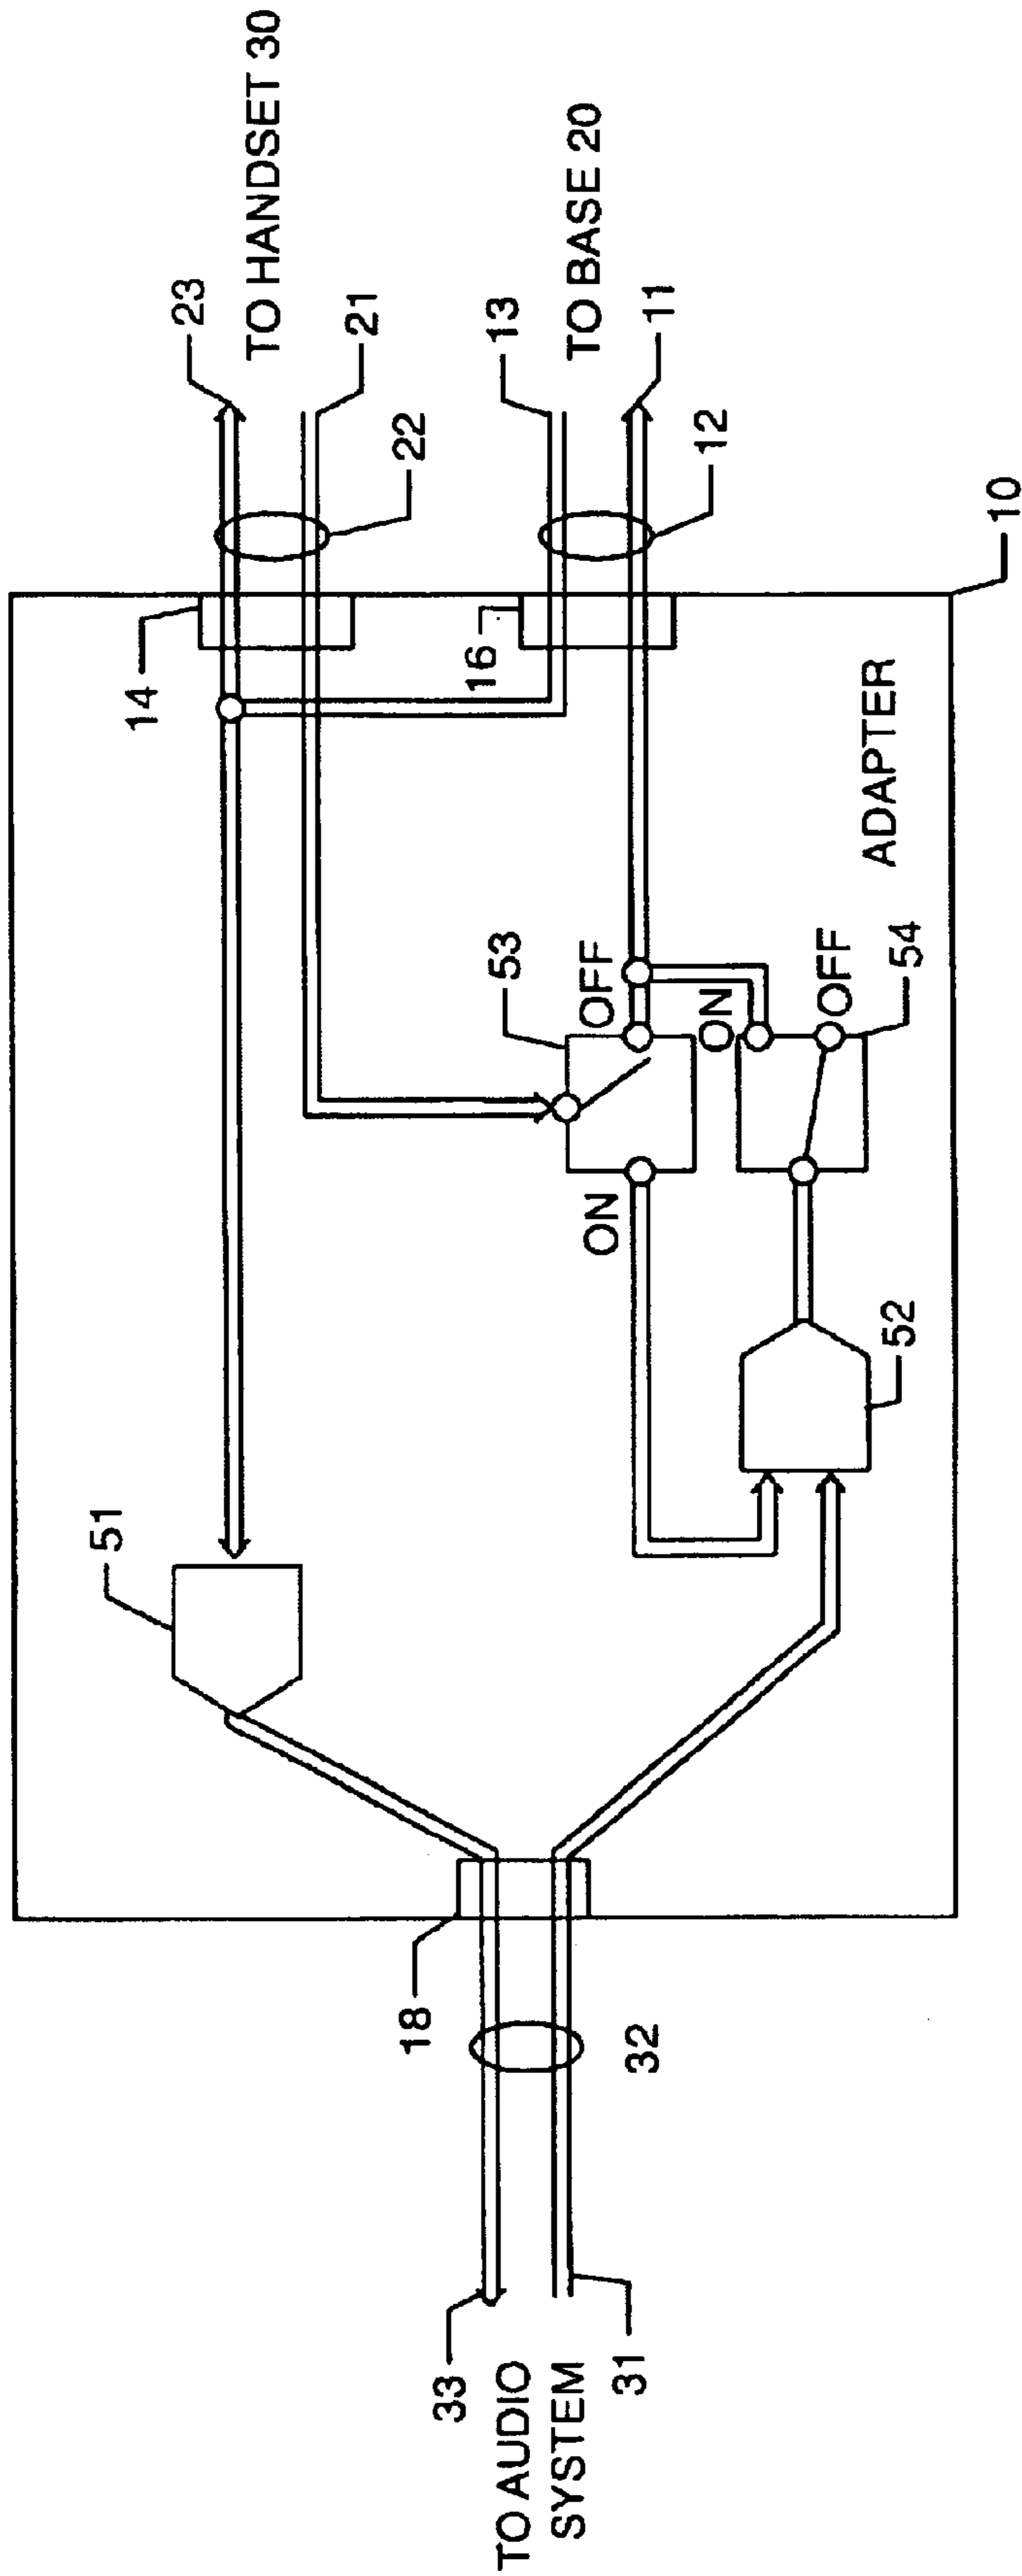 TO HANDSET 30
23
21
22
14
13
TO BASE 20
11
12
16
10
ADAPTER
53
OFF
ON
ON
OFF
54
52
51
18
32
33
31
TO AUDIO
SYSTEM